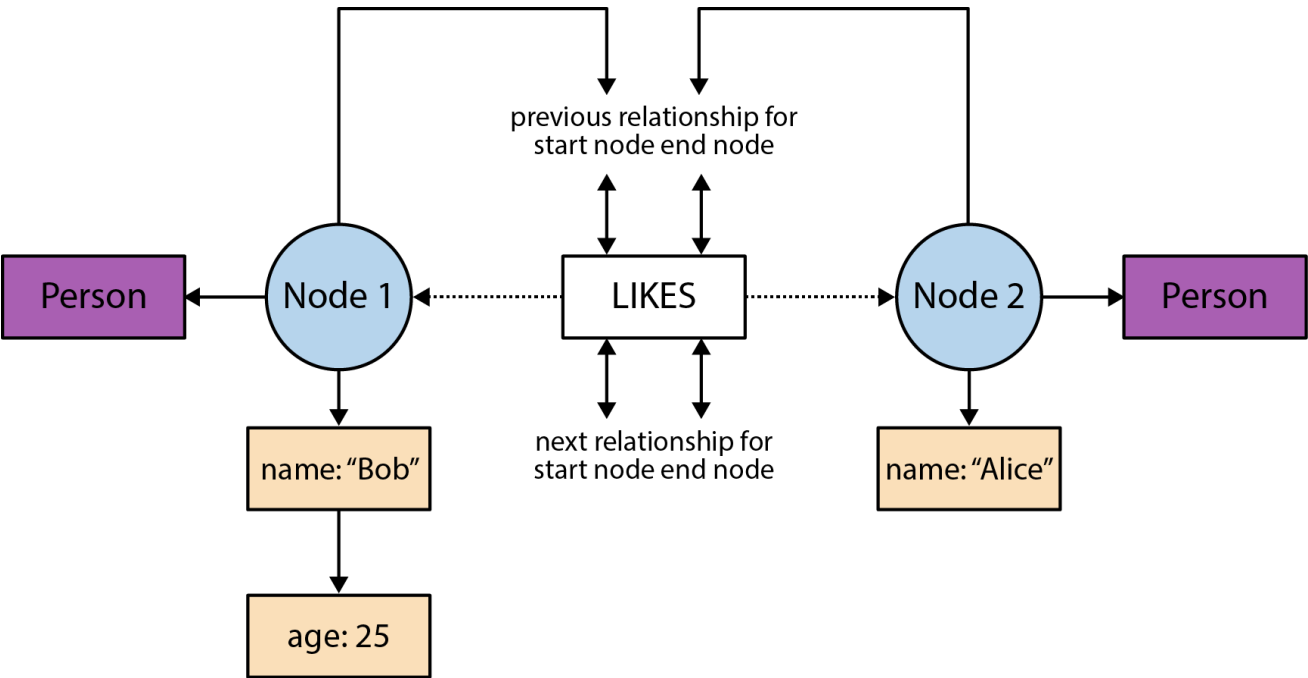 previous relationship for
start node end node
Person
Node 1
LIKES
Node 2
Person
next relationship for
start node end node
name: “Bob”
name: “Alice”
age: 25